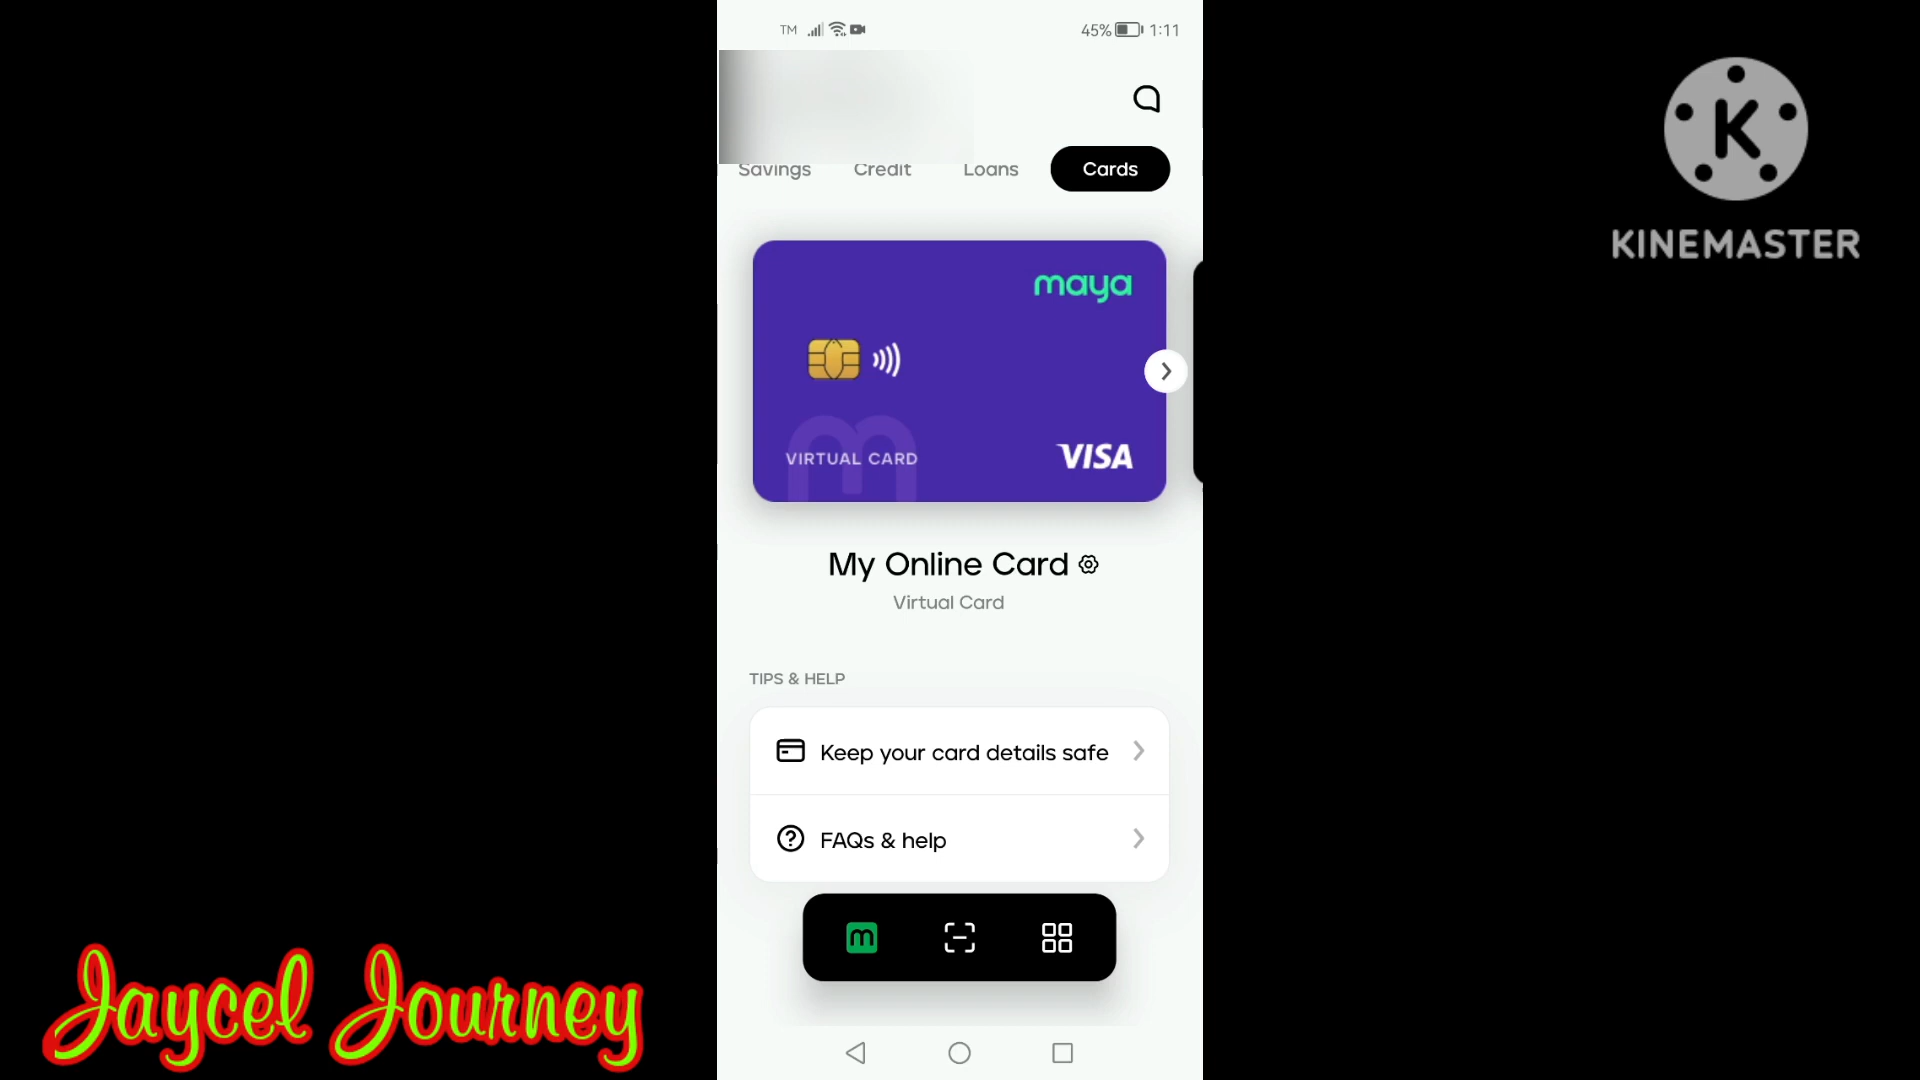 TM 45% 1:11
Savings Credit Loans Cards
maya
VIRTUAL CARD VISA
My Online Card
Virtual Card
TIPS & HELP
Keep your card details safe
FAQs & help
m
K
KINEMASTER
Jaycel Journey